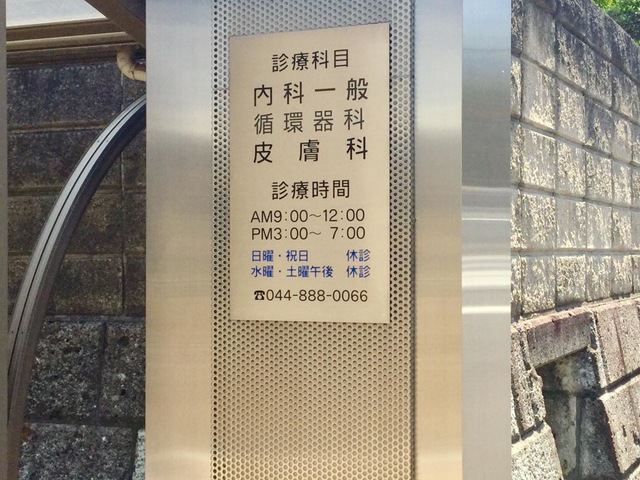 診療科目
内科一般
循環器科
皮膚科
診療時間
AM9:00〜12:00
PM3:00〜 7:00
日曜・祝日 休診
水曜・土曜午後 休診
☎044-888-0066